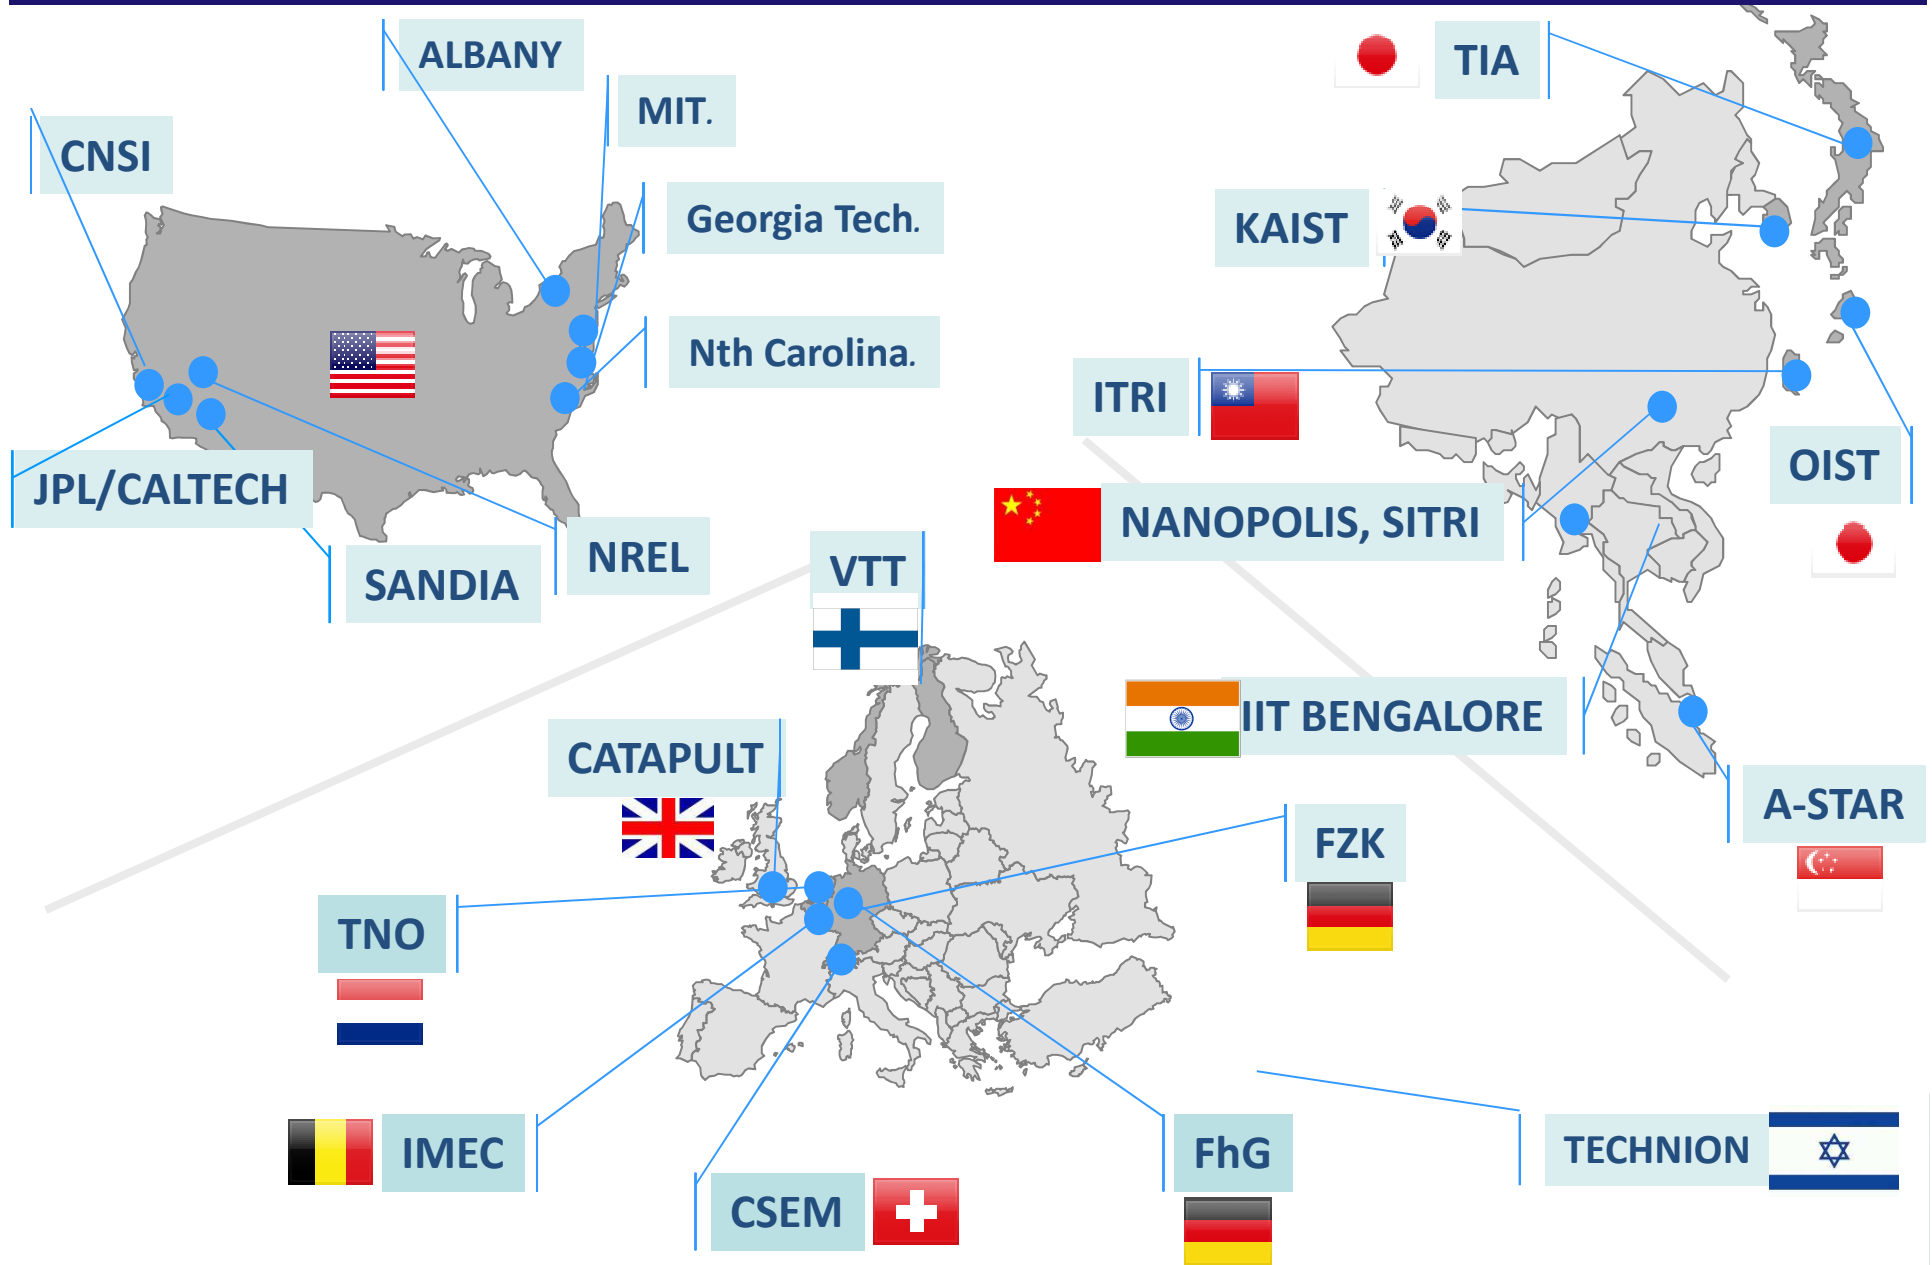 ALBANY
MIT.
CNSI
Georgia Tech.
Nth Carolina.
JPL/CALTECH
SANDIA
NREL
TIA
KAIST
ITRI
OIST
NANOPOLIS, SITRI
IIT BENGALORE
A-STAR
VTT
CATAPULT
FZK
TNO
IMEC
CSEM
FhG
TECHNION